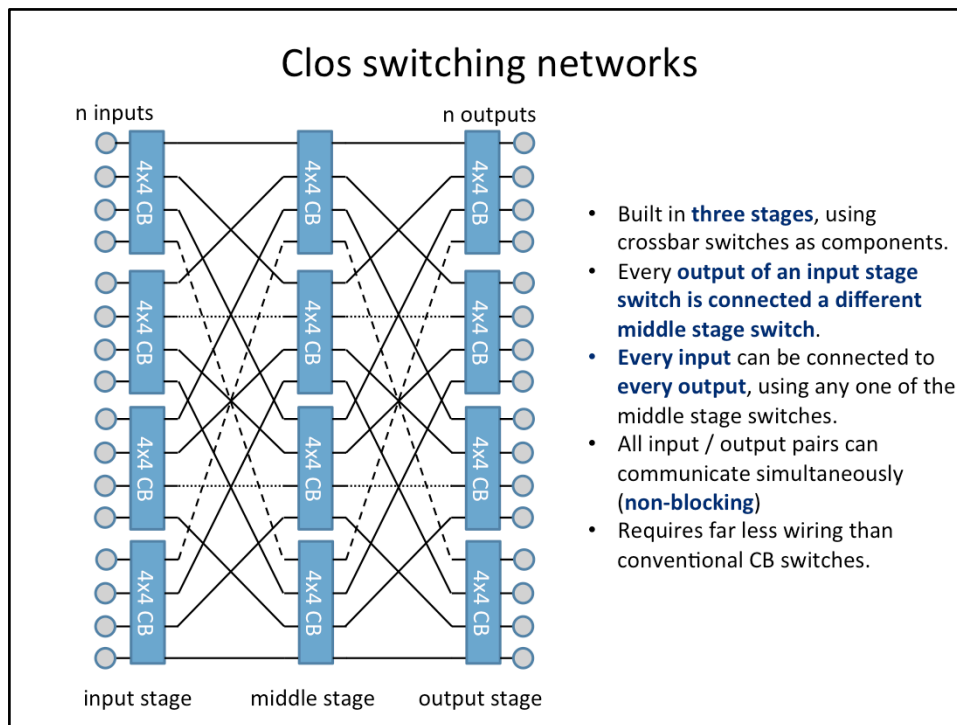 Clos switching networks
n inputs
n outputs
4x4 CB
4x4 CB
4x4 CB
4x4 CB
4x4 CB
4x4 CB
4x4 CB
4x4 CB
4x4 CB
4x4 CB
4x4 CB
4x4 CB
input stage
middle stage
output stage
• Built in three stages, using
crossbar switches as components.
• Every output of an input stage
switch is connected a different
middle stage switch.
• Every input can be connected to
every output, using any one of the
middle stage switches.
• All input / output pairs can
communicate simultaneously
(non-blocking)
• Requires far less wiring than
conventional CB switches.